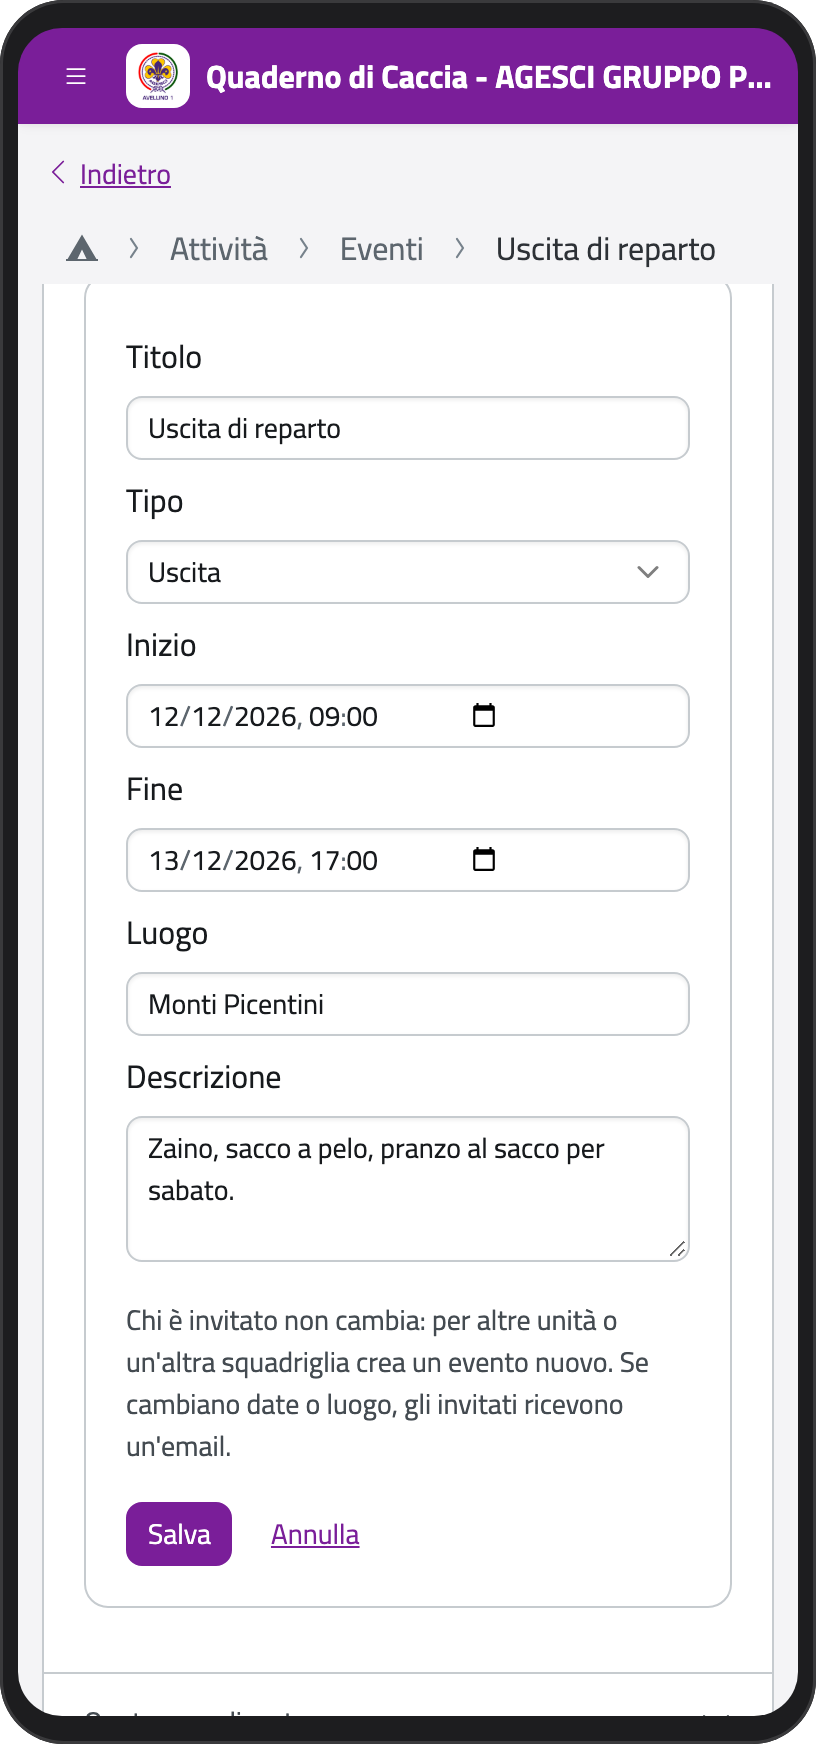 AVELLINO 1
Quaderno di Caccia - AGESCI GRUPPO P...
Indietro
Attività > Eventi > Uscita di reparto
Titolo
Uscita di reparto
Tipo
Uscita
Inizio
12/12/2026, 09:00
Fine
13/12/2026, 17:00
Luogo
Monti Picentini
Descrizione
Zaino, sacco a pelo, pranzo al sacco per
sabato.
Chi è invitato non cambia: per altre unità o
un'altra squadriglia crea un evento nuovo. Se
cambiano date o luogo, gli invitati ricevono
un'email.
Salva
Annulla